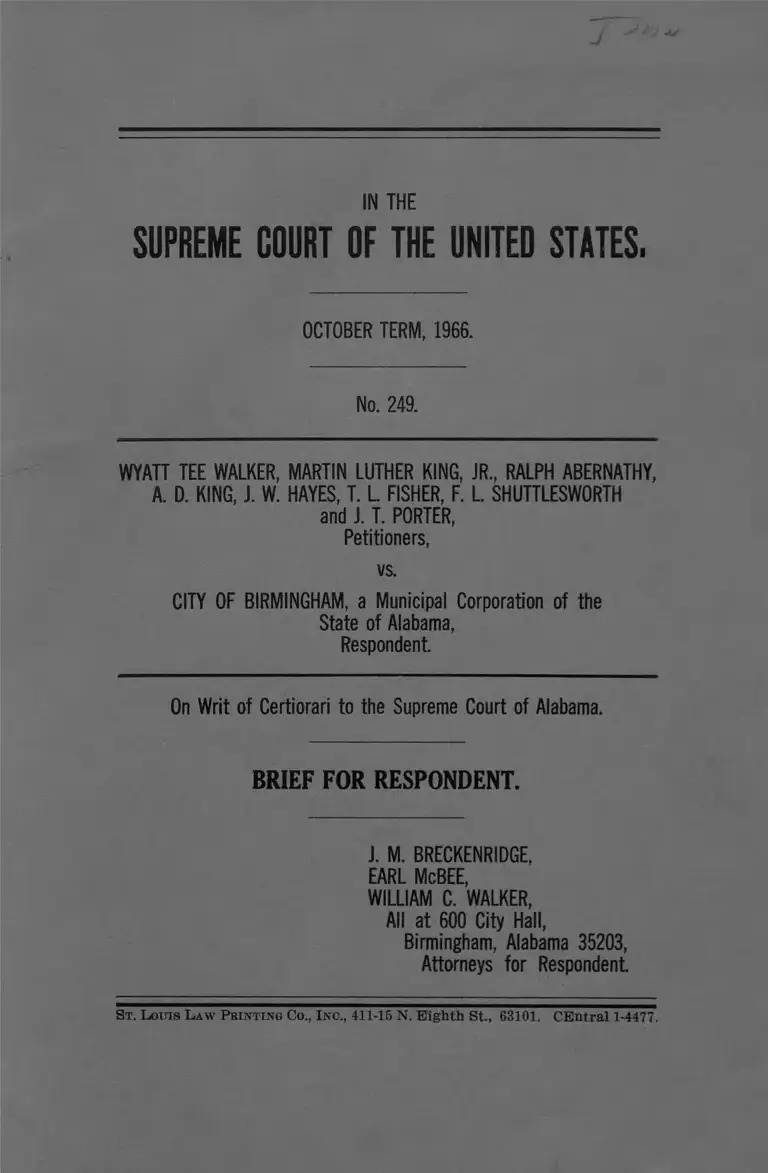 IN THE
SUPREME COURT OF THE UNITED STATES.
OCTOBER TERM, 1966.
No. 249.
WYATT TEE WALKER, MARTIN LUTHER KING, JR., RALPH ABERNATHY,
A. D. KING, J. W. HAYES, T. L. FISHER, F. L. SHUTTLESWORTH
and J. T. PORTER,
Petitioners,
vs.
CITY OF BIRMINGHAM, a Municipal Corporation of the
State of Alabama,
Respondent.
On Writ of Certiorari to the Supreme Court of Alabama.
BRIEF FOR RESPONDENT.
J. M. BRECKENRIDGE,
EARL McBEE,
WILLIAM C. WALKER,
All at 600 City Hall,
Birmingham, Alabama 35203,
Attorneys for Respondent.
ST. LOUIS LAW PRINTING CO., INC., 411-15 N. Eighth St., 63101. CEntral 1-4477.